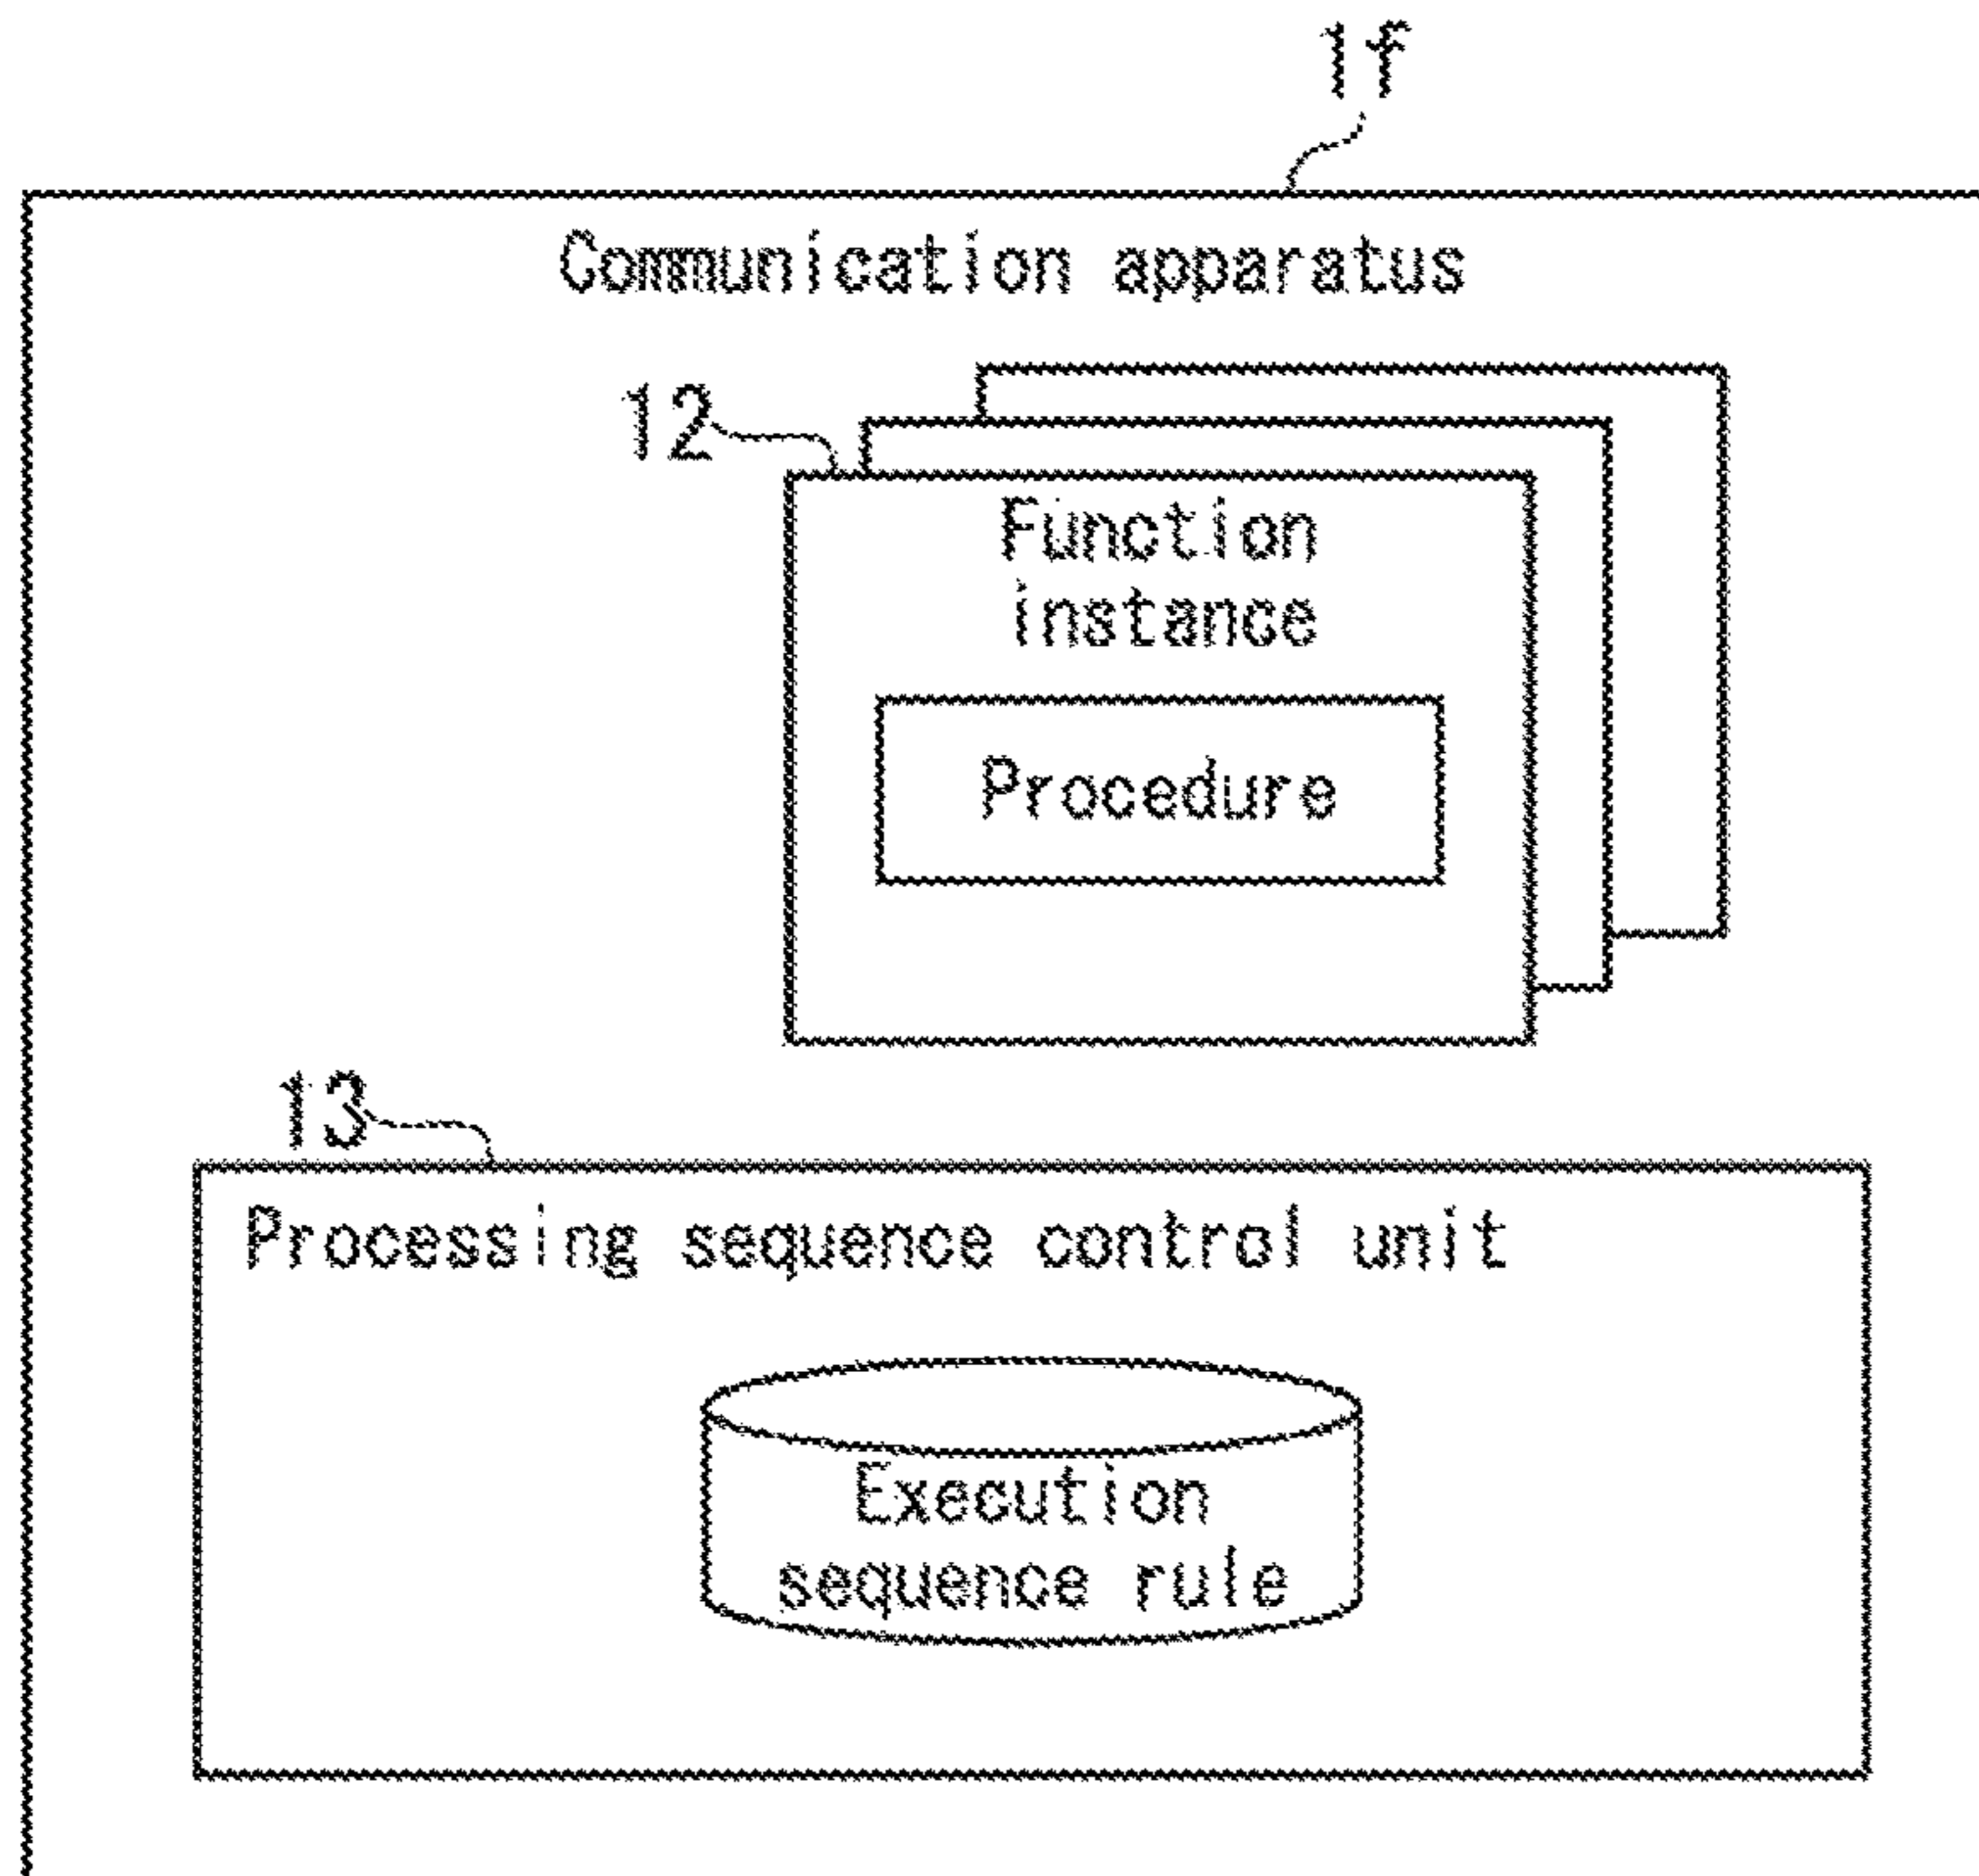 1f
Communication apparatus
12
Function
instance
Procedure
13
Processing sequence control unit
Execution
sequence rule